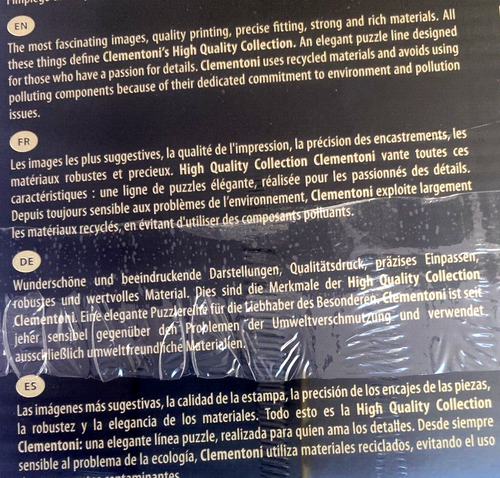 EN
The most fascinating images, quality printing, precise fitting, strong and rich materials. All
these things define Clementoni's High Quality Collection. An elegant puzzle line designed
for those who have a passion for details. Clementoni uses recycled materials and avoids using
polluting components because of their dedicated commitment to environment and pollution
issues.
FR
Les images les plus suggestives, la qualité de l'impression, la précision des encastrements, les
matériaux robustes et precieux. High Quality Collection Clementoni vante toutes ces
caractéristiques : une ligne de puzzles élégante, réalisée pour les passionnés des détails.
Depuis toujours sensible aux problèmes de l'environnement, Clementoni exploite largement
les matériaux recyclés, en évitant d'utiliser des composants polluants.
DE
Wunderschöne und beeindruckende Darstellungen, Qualitätsdruck, präzises Einpassen,
robustes und wertvolles Material. Dies sind die Merkmale der High Quality Collection
Clementoni. Eine elegante Puzzlereihe für die Liebhaber des Besonderen. Clementoni ist seit
jeher sensibel gegenüber den Problemen der Umweltverschmutzung und verwendet
ausschließlich umweltfreundliche Materialien.
ES
Las imágenes más sugestivas, la calidad de la estampa, la precisión de los encajes de las piezas,
la robustez y la elegancia de los materiales. Todo esto es la High Quality Collection
Clementoni: una elegante línea puzzle, realizada para quien ama los detalles. Desde siempre
sensible al problema de la ecología, Clementoni utiliza materiales reciclados, evitando el uso
contaminantes